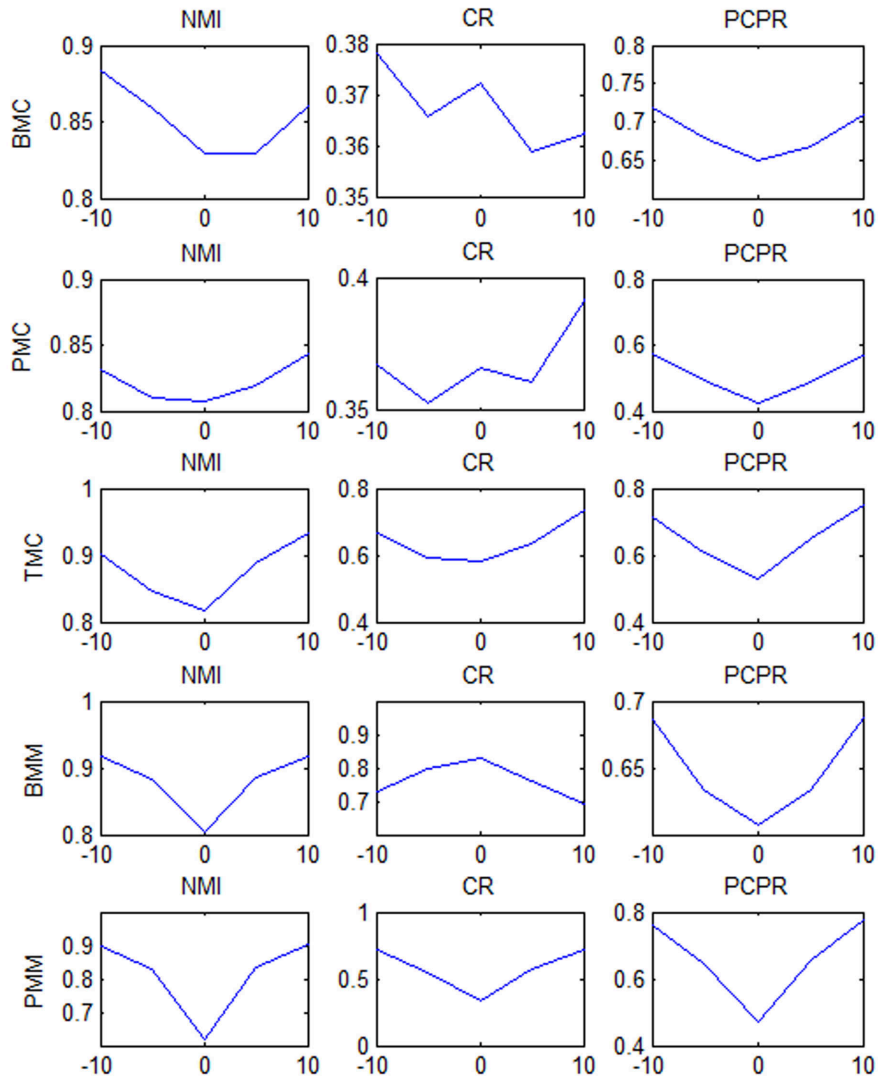 NMI CR PCPR
0.9 0.38 0.8
0.37 0.75
BMC 0.85 0.7
0.36 0.65
0.8 0.35
-10 0 10 -10 0 10 -10 0 10
NMI CR PCPR
0.9 0.4 0.8
PMC 0.85 0.6
0.8 0.35 0.4
-10 0 10 -10 0 10 -10 0 10
NMI CR PCPR
1 0.8 0.8
TMC 0.9 0.6 0.6
0.8 0.4 0.4
-10 0 10 -10 0 10 -10 0 10
NMI CR PCPR
1 0.7
0.9
BMM 0.9 0.8 0.65
0.7
0.8
-10 0 10 -10 0 10 -10 0 10
NMI CR PCPR
1 0.8
0.9
PMM 0.8 0.5 0.6
0.7
0 0.4
-10 0 10 -10 0 10 -10 0 10